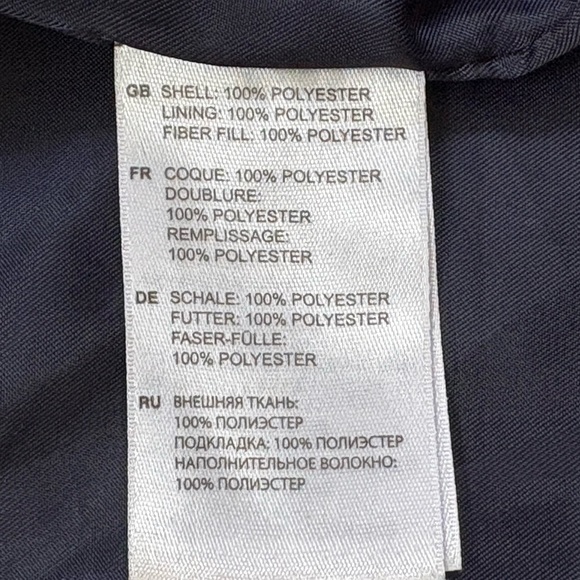 GB SHELL: 100% POLYESTER
LINING: 100% POLYESTER
FIBER FILL: 100% POLYESTER
FR COQUE: 100% POLYESTER
DOUBLURE:
100% POLYESTER
REMPLISSAGE:
100% POLYESTER
DE SCHALE: 100% POLYESTER
FUTTER: 100% POLYESTER
FASER-FÜLLE:
100% POLYESTER
RU ВНЕШНЯЯ ТКАНЬ:
100% ПОЛИЭСТЕР
ПОДКЛАДКА: 100% ПОЛИЭСТЕР
НАПОЛНИТЕЛЬНОЕ ВОЛОКНО:
100% ПОЛИЭСТЕР